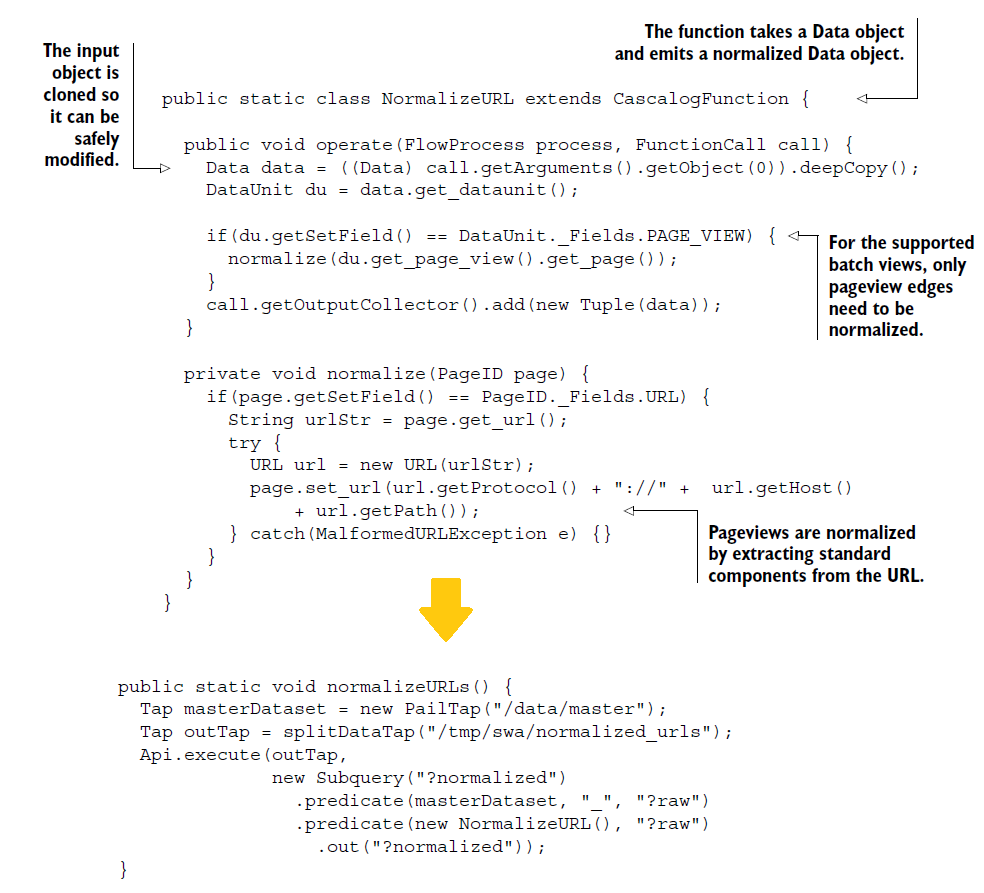 The function takes a Data object
and emits a normalized Data object.
The input
object is
cloned so
it can be
safely
modified.
public static class NormalizeURL extends CascalogFunction {
public void operate(FlowProcess process, FunctionCall call) {
Data data = ((Data) call.getArguments().getObject(0)).deepCopy();
DataUnit du = data.get_dataunit();
if(du.getSetField() == DataUnit._Fields.PAGE_VIEW) {
normalize(du.get_page_view().get_page());
}
call.getOutputCollector().add(new Tuple(data));
}
For the supported
batch views, only
pageview edges
need to be
normalized.
private void normalize(PageID page) {
if(page.getSetField() == PageID._Fields.URL) {
String urlStr = page.get_url();
try {
URL url = new URL(urlStr);
page.set_url(url.getProtocol() + "://" +  url.getHost()
+ url.getPath());
} catch(MalformedURLException e) {}
}
}
}
Pageviews are normalized
by extracting standard
components from the URL.
public static void normalizeURLs() {
Tap masterDataset = new PailTap("/data/master");
Tap outTap = splitDataTap("/tmp/swa/normalized_urls");
Api.execute(outTap,
new Subquery("?normalized")
.predicate(masterDataset, "_", "?raw")
.predicate(new NormalizeURL(), "?raw")
.out("?normalized"));
}